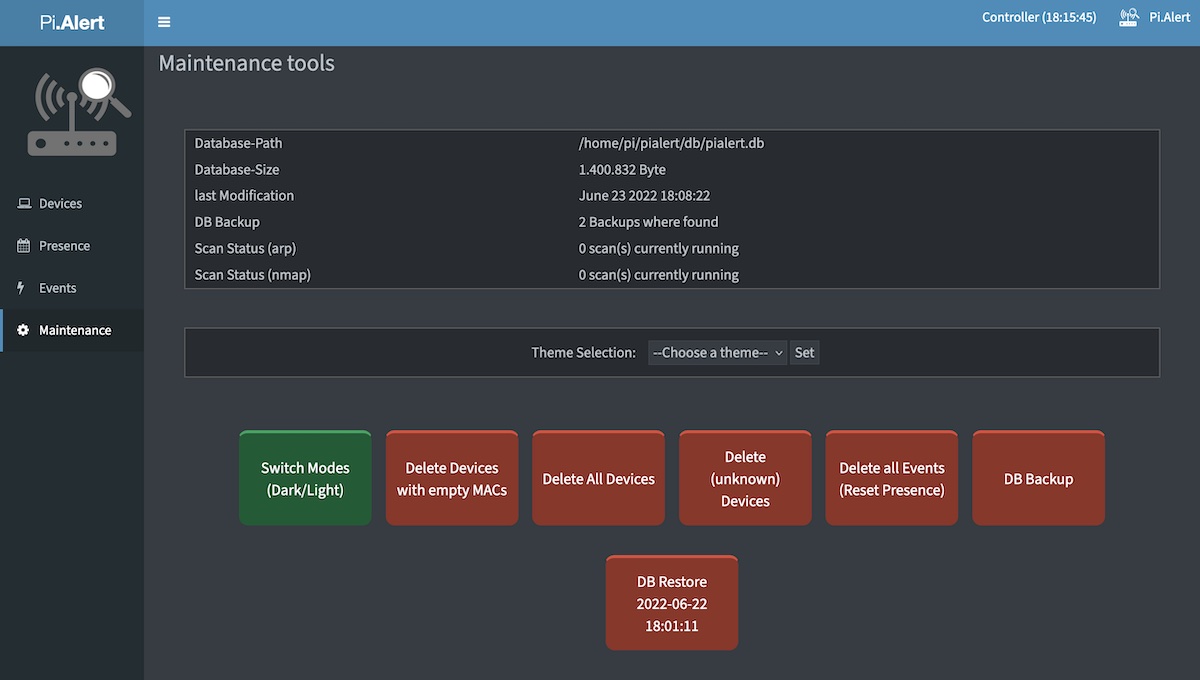 Pi.Alert
Controller (18:15:45)
Pi.Alert
Maintenance tools
Devices
Presence
Events
Maintenance
Database-Path /home/pi/pialert/db/pialert.db
Database-Size 1.400.832 Byte
last Modification June 23 2022 18:08:22
DB Backup 2 Backups where found
Scan Status (arp) 0 scan(s) currently running
Scan Status (nmap) 0 scan(s) currently running
Theme Selection: --Choose a theme-- Set
Switch Modes
(Dark/Light)
Delete Devices
with empty MACs
Delete All Devices
Delete
(unknown)
Devices
Delete all Events
(Reset Presence)
DB Backup
DB Restore
2022-06-22
18:01:11